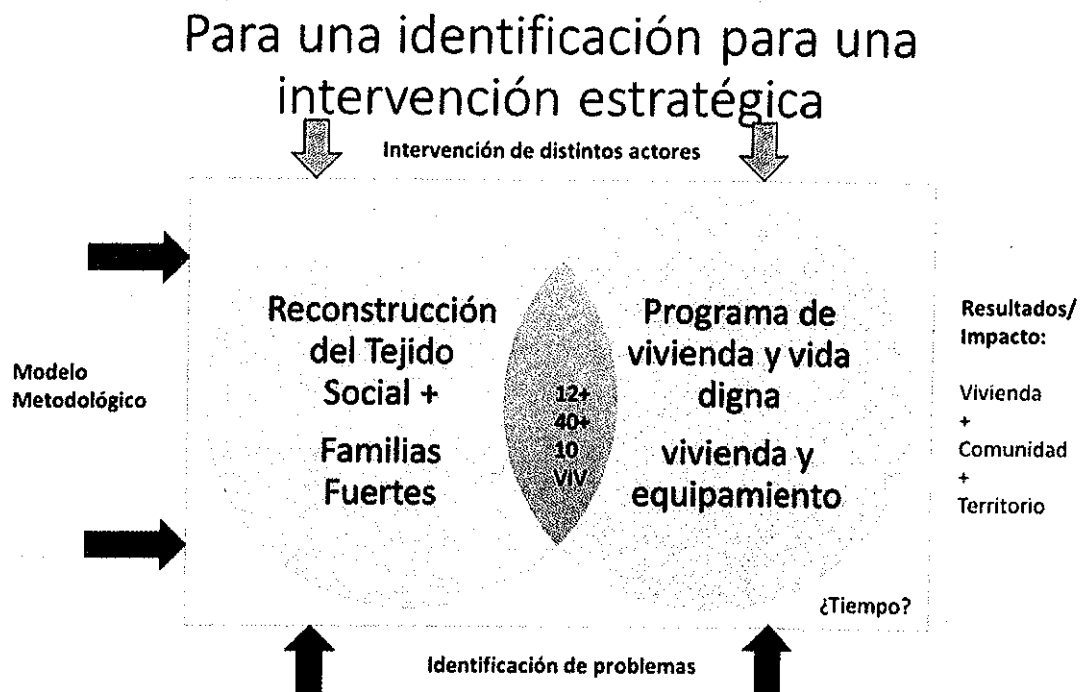 Para una identificación para una
intervención estratégica
Intervención de distintos actores
Modelo
Metodológico
Reconstrucción
del Tejido
Social +
Familias
Fuertes
12+
40+
10
VIV
Programa de
vivienda y vida
digna
vivienda y
equipamiento
Resultados/
Impacto:
Vivienda
+
Comunidad
+
Territorio
¿Tiempo?
Identificación de problemas